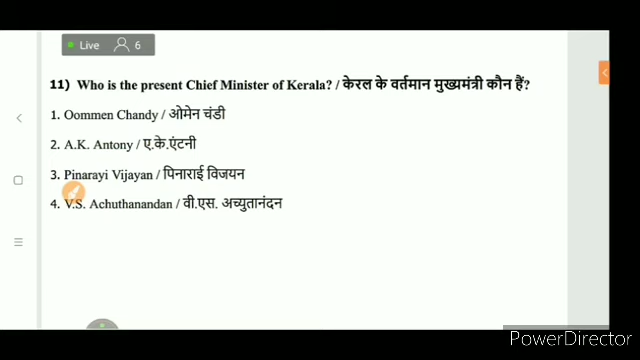 Live 6
11) Who is the present Chief Minister of Kerala? / केरल के वर्तमान मुख्यमंत्री कौन हैं?
1. Oommen Chandy / ओमेन चंडी
2. A.K. Antony / ए.के.एंटनी
3. Pinarayi Vijayan / पिनाराई विजयन
4. V.S. Achuthanandan / वी.एस. अच्युतानंदन
PowerDirector